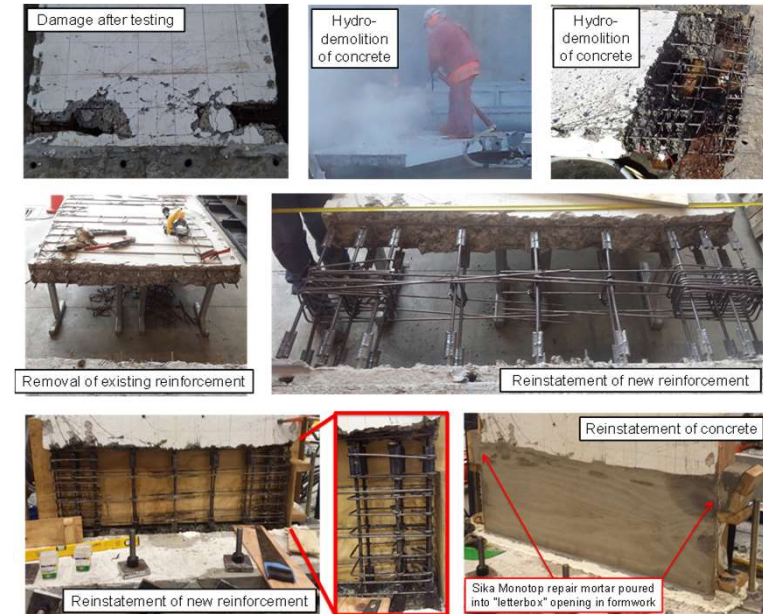 Damage after testing
Hydro-
demolition
of concrete
Hydro-
demolition
of concrete
Removal of existing reinforcement
Reinstatement of new reinforcement
Reinstatement of new reinforcement
Reinstatement of concrete
Sika Monotop repair mortar poured
into "letterbox" opening in formwork